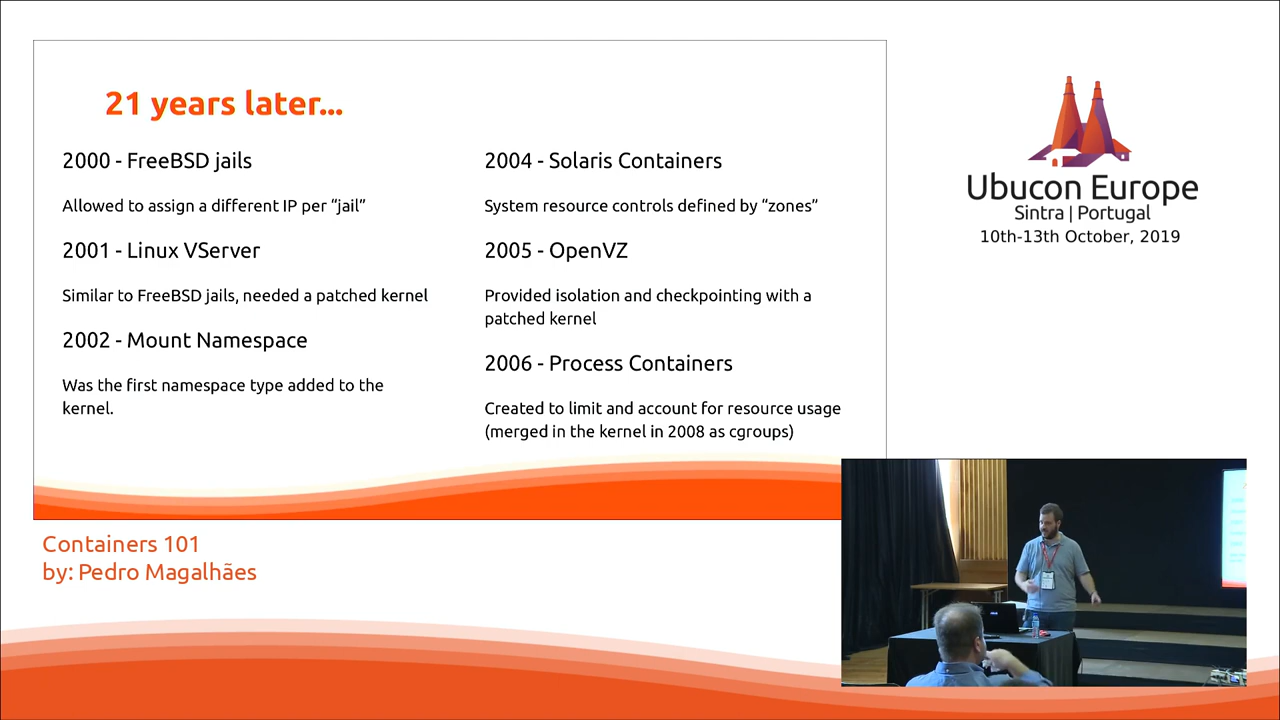 21 years later...
2000 - FreeBSD jails
Allowed to assign a different IP per “jail”
2001 - Linux VServer
Similar to FreeBSD jails, needed a patched kernel
2002 - Mount Namespace
Was the first namespace type added to the
kernel.
2004 - Solaris Containers
System resource controls defined by “zones”
2005 - OpenVZ
Provided isolation and checkpointing with a
patched kernel
2006 - Process Containers
Created to limit and account for resource usage
(merged in the kernel in 2008 as cgroups)
Ubucon Europe
Sintra | Portugal
10th-13th October, 2019
Containers 101
by: Pedro Magalhães